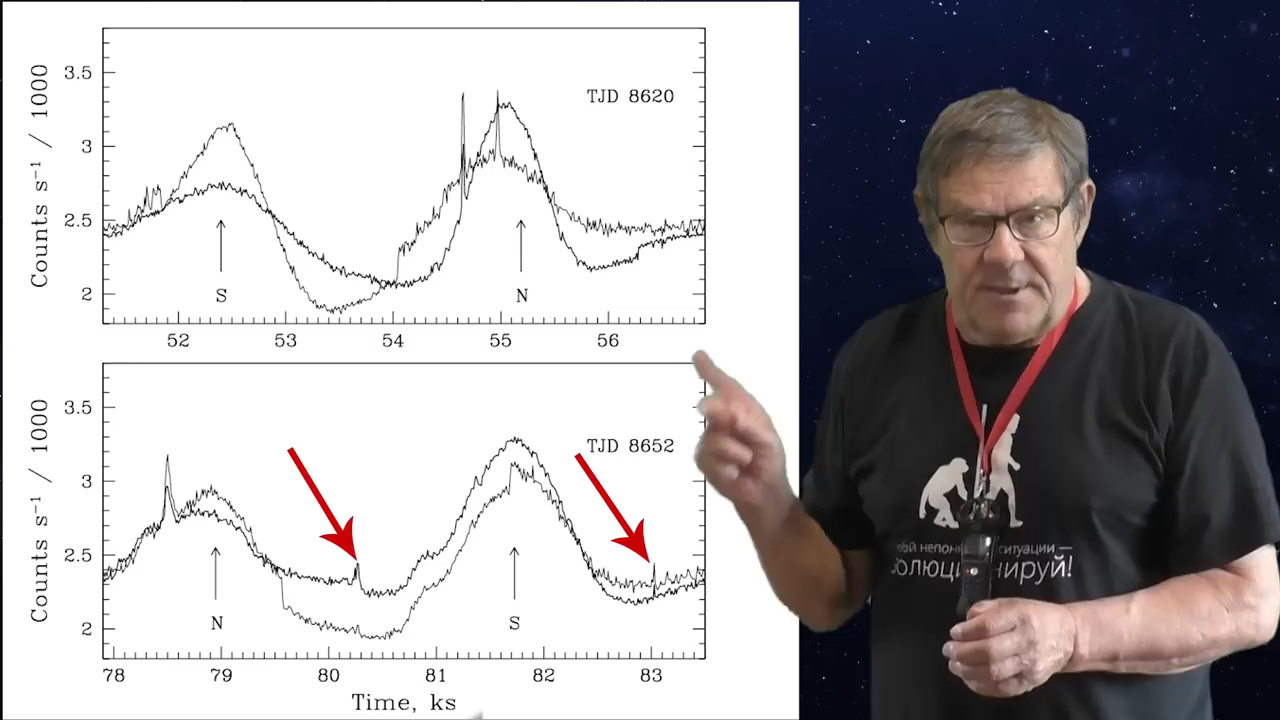 TJD 8620
Counts s⁻¹ / 1000
3.5
3
2.5
2
S
N
52 53 54 55 56
TJD 8652
Counts s⁻¹ / 1000
3.5
3
2.5
2
N
S
78 79 80 81 82 83
Time, ks
ситуации —